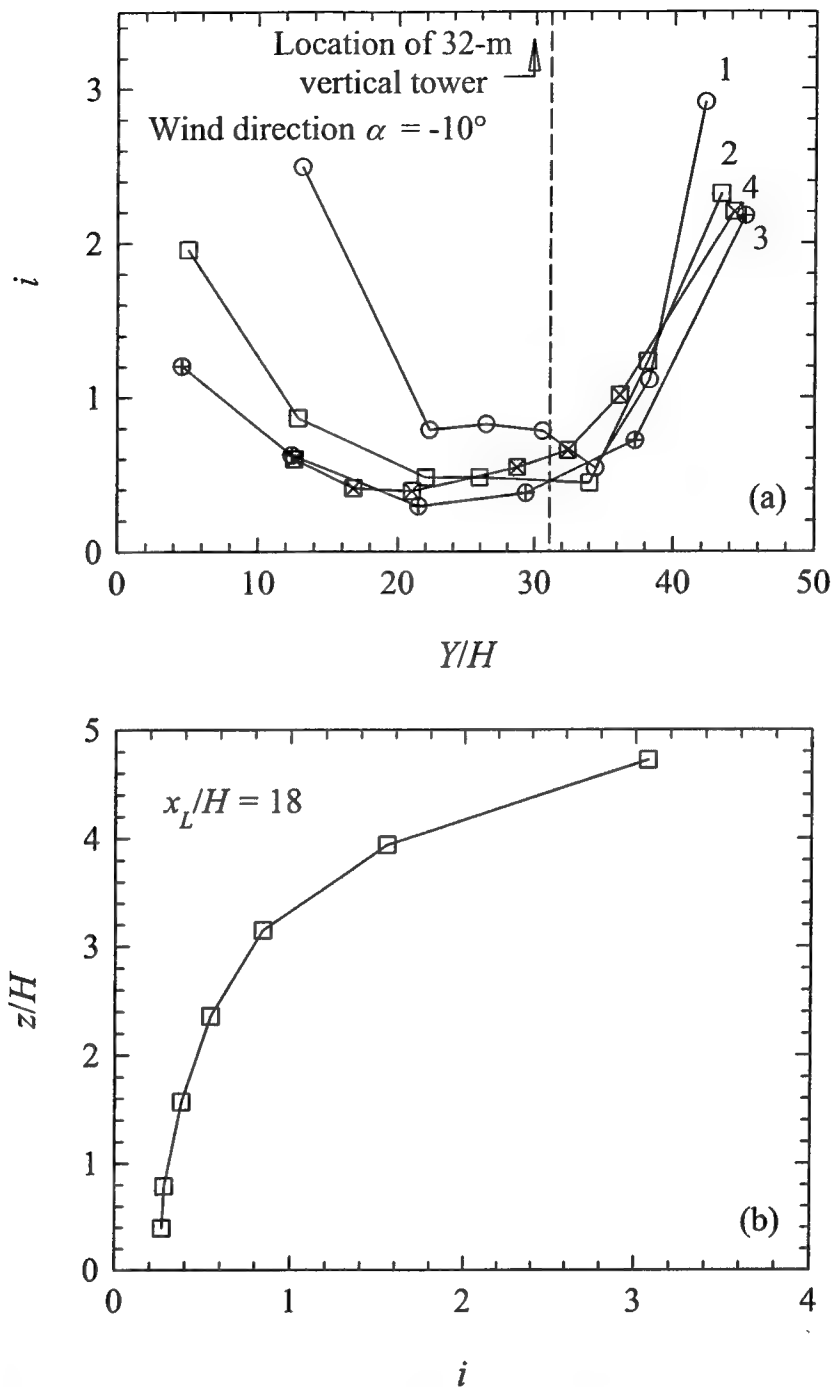 Location of 32-m
vertical tower
Wind direction α = -10°
1
2
4
3
(a)
i
3
2
1
0
0 10 20 30 40 50
Y/H
5
4
3
2
1
0
x_L/H = 18
z/H
(b)
0 1 2 3 4
i